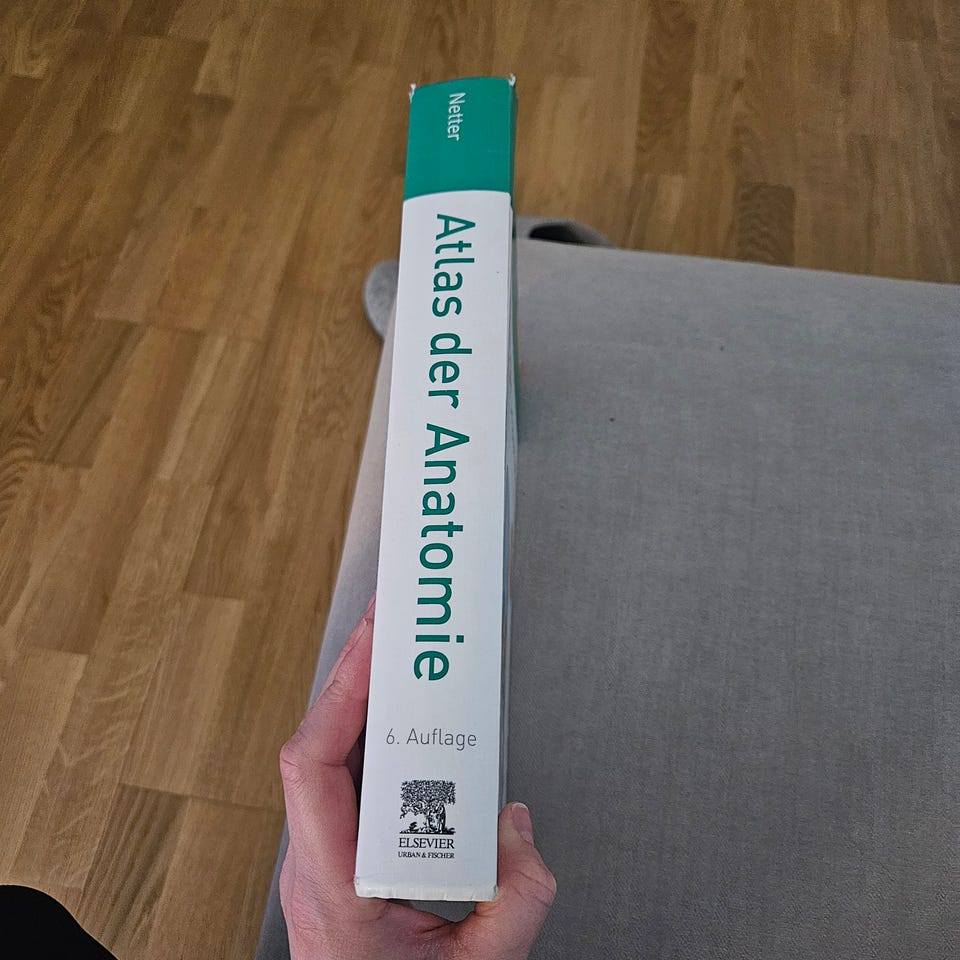 Netter
Atlas der Anatomie
6. Auflage
ELSEVIER
URBAN & FISCHER